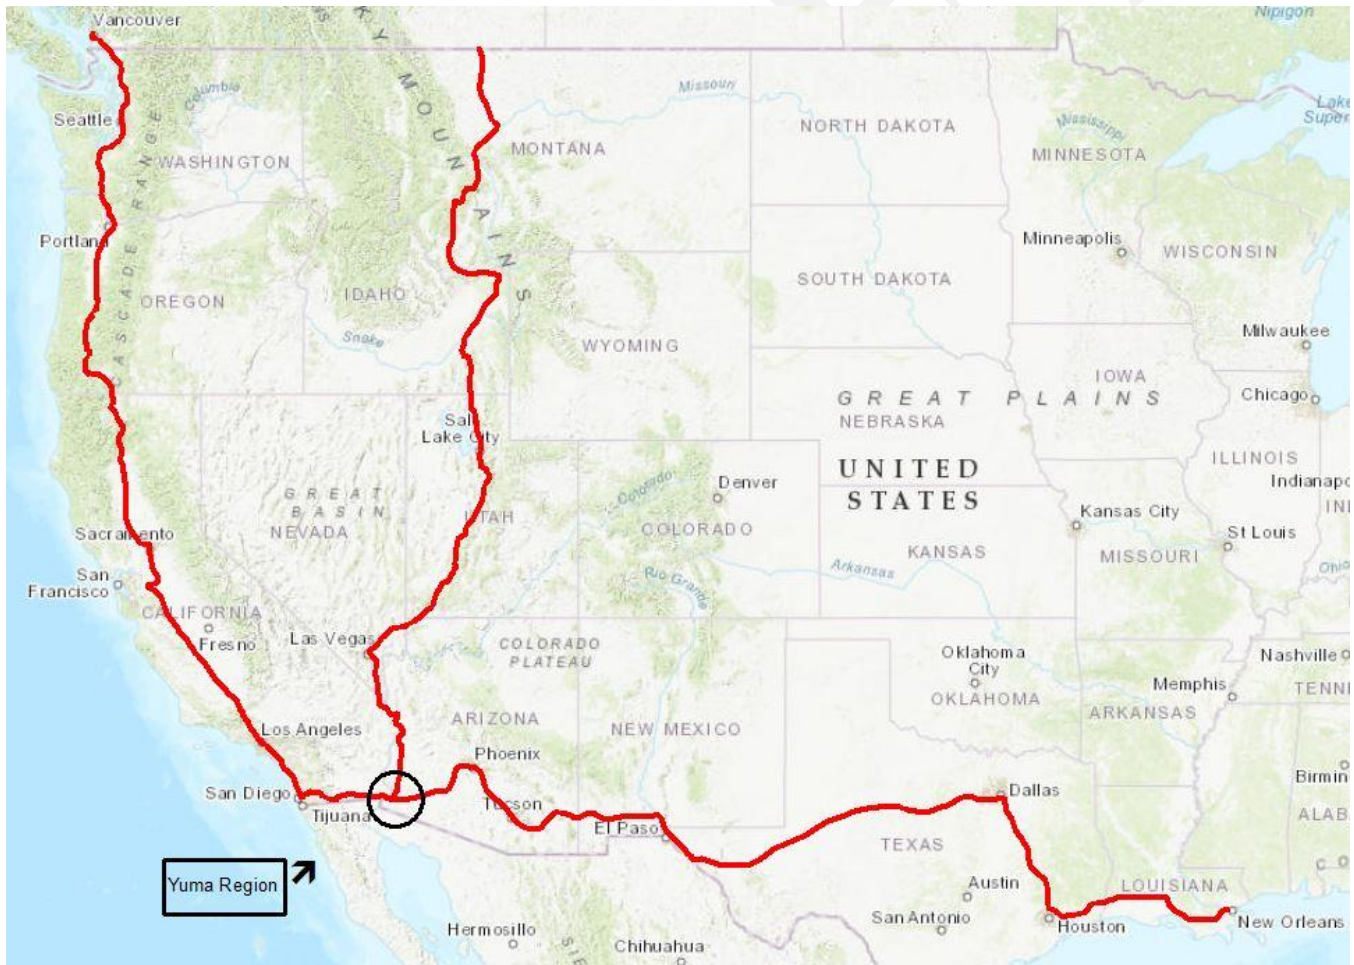 Vancouver
Nipigon
ROCKY MOUNTAINS
Columbia
Missouri
Seattle
NORTH DAKOTA
Mississippi
Lake
Super
WASHINGTON
MONTANA
MINNESOTA
CASCADE RANGE
Portland
Minneapolis
WISCONSIN
OREGON
IDAHO
SOUTH DAKOTA
Snake
WYOMING
Milwaukee
IOWA
Chicago
GREAT PLAINS
NEBRASKA
Salt
Lake City
UNITED
STATES
ILLINOIS
Indianapo
GREAT
BASIN
NEVADA
UTAH
Colorado
Denver
COLORADO
Kansas City
KANSAS
MISSOURI
St Louis
IND
Sacramento
San
Francisco
Rio Grande
Arkansas
Ohio
CALIFORNIA
Fresno
Las Vegas
COLORADO
PLATEAU
Oklahoma
City
OKLAHOMA
Nashville
Memphis
TENNE
ARKANSAS
Los Angeles
ARIZONA
NEW MEXICO
Phoenix
Birmin
San Diego
Tijuana
Tucson
El Paso
Dallas
ALAB
TEXAS
Yuma Region
Austin
LOUISIANA
San Antonio
Houston
New Orleans
Hermosillo
Chihuahua
SIE